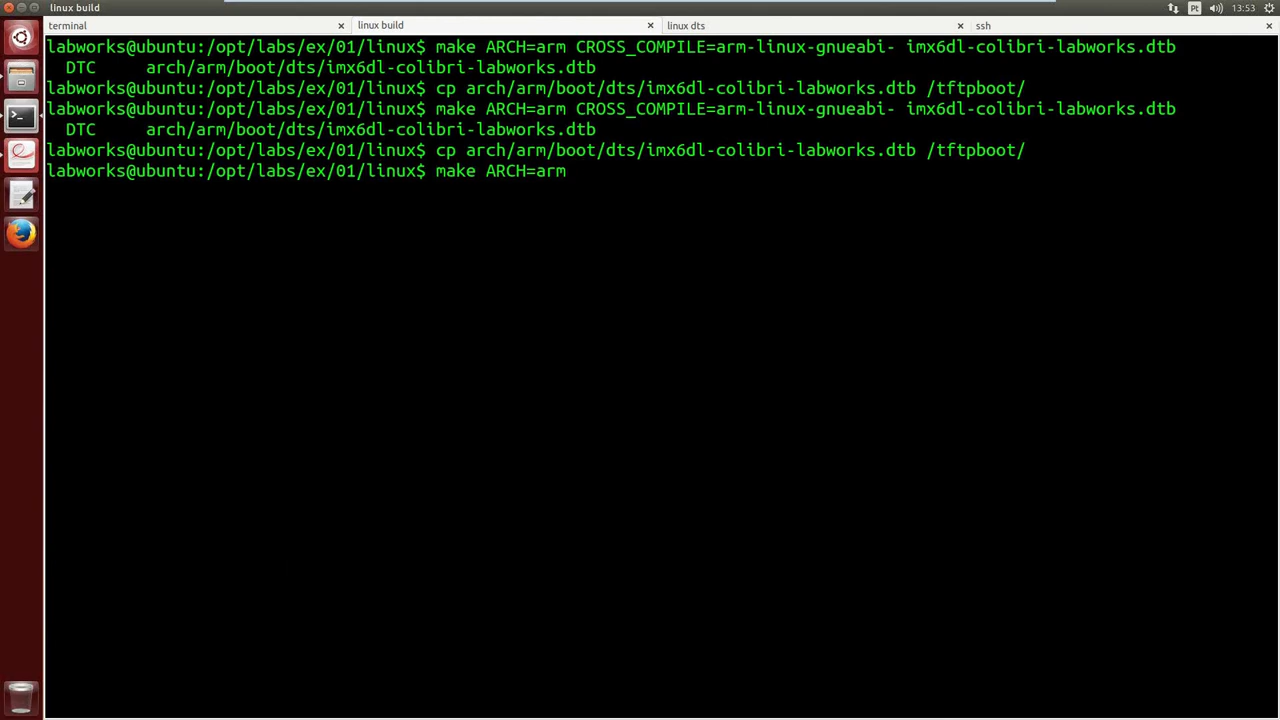 linux build
Pt
13:53
terminal
linux build
linux dts
ssh
labworks@ubuntu:/opt/labs/ex/01/linux$ make ARCH=arm CROSS_COMPILE=arm-linux-gnueabi- imx6dl-colibri-labworks.dtb
  DTC     arch/arm/boot/dts/imx6dl-colibri-labworks.dtb
labworks@ubuntu:/opt/labs/ex/01/linux$ cp arch/arm/boot/dts/imx6dl-colibri-labworks.dtb /tftpboot/
labworks@ubuntu:/opt/labs/ex/01/linux$ make ARCH=arm CROSS_COMPILE=arm-linux-gnueabi- imx6dl-colibri-labworks.dtb
  DTC     arch/arm/boot/dts/imx6dl-colibri-labworks.dtb
labworks@ubuntu:/opt/labs/ex/01/linux$ cp arch/arm/boot/dts/imx6dl-colibri-labworks.dtb /tftpboot/
labworks@ubuntu:/opt/labs/ex/01/linux$ make ARCH=arm